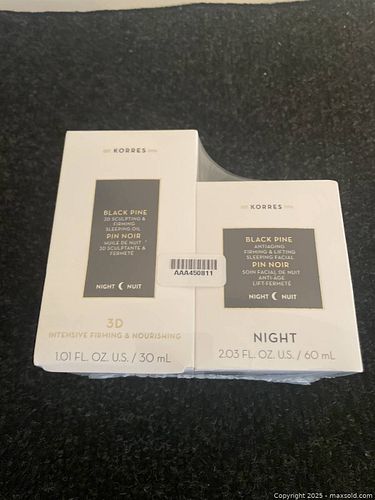 KORRES
BLACK PINE
3D SCULPTING &
FIRMING
SLEEPING OIL
PIN NOIR
HUILE DE NUIT
3D SCULPTANTE &
FERMETÉ
NIGHT NUIT
3D
INTENSIVE FIRMING & NOURISHING
1.01 FL. OZ. U.S. / 30 mL
AAA450811
KORRES
BLACK PINE
ANTIAGING
FIRMING & LIFTING
SLEEPING FACIAL
PIN NOIR
SOIN FACIAL DE NUIT
ANTI-ÂGE
LIFT-FERMETÉ
NIGHT NUIT
NIGHT
2.03 FL. OZ. U.S. / 60 mL
Copyright 2025 - maxsold.com